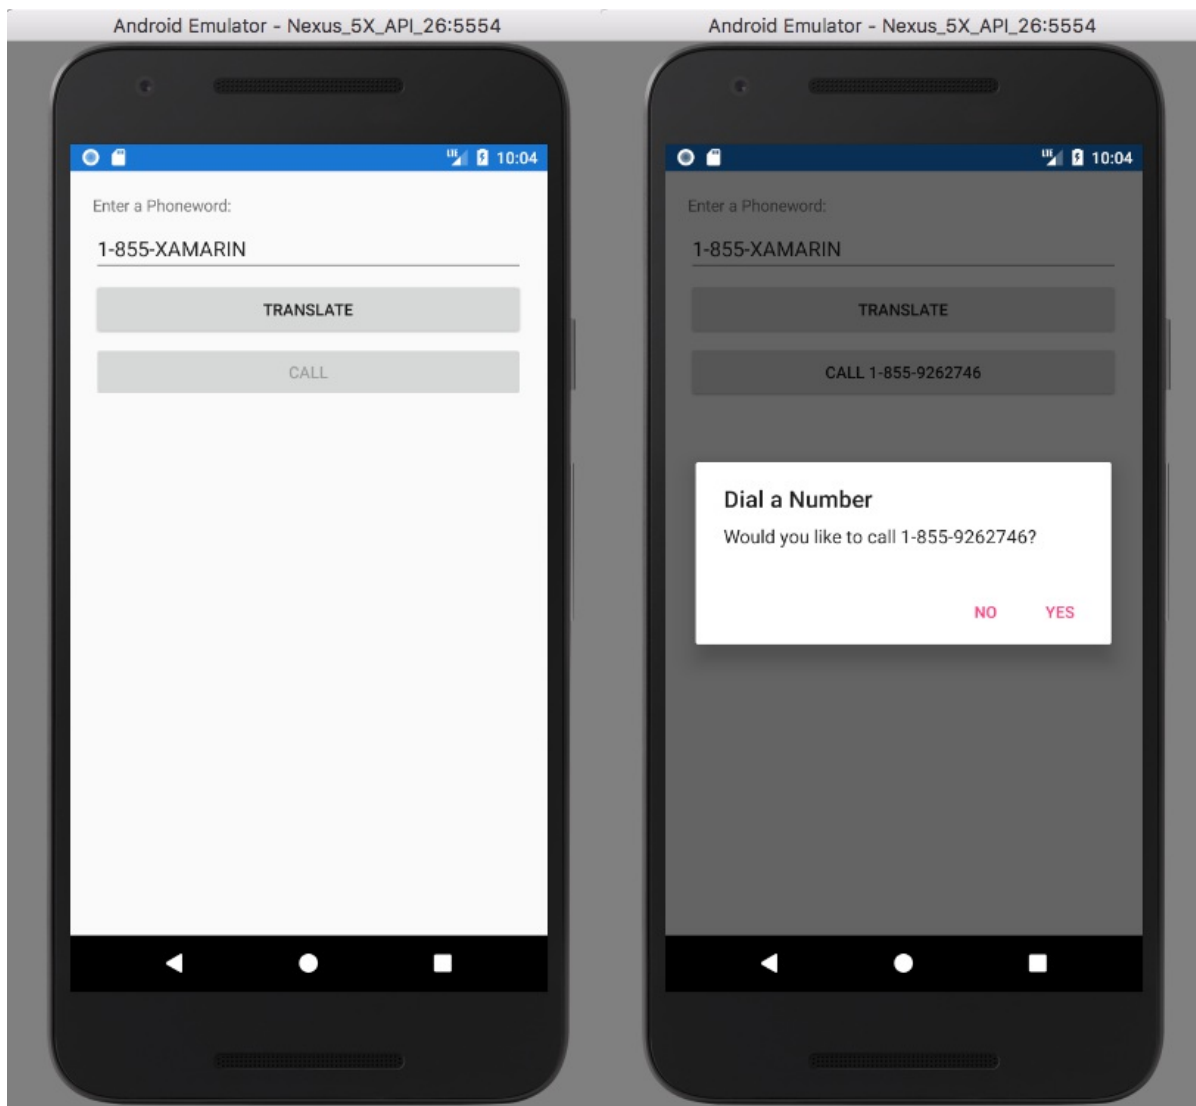 Android Emulator - Nexus_5X_API_26:5554
LTE 10:04
Enter a Phoneword:
1-855-XAMARIN
TRANSLATE
CALL
Android Emulator - Nexus_5X_API_26:5554
LTE 10:04
Enter a Phoneword:
1-855-XAMARIN
TRANSLATE
CALL 1-855-9262746
Dial a Number
Would you like to call 1-855-9262746?
NO YES